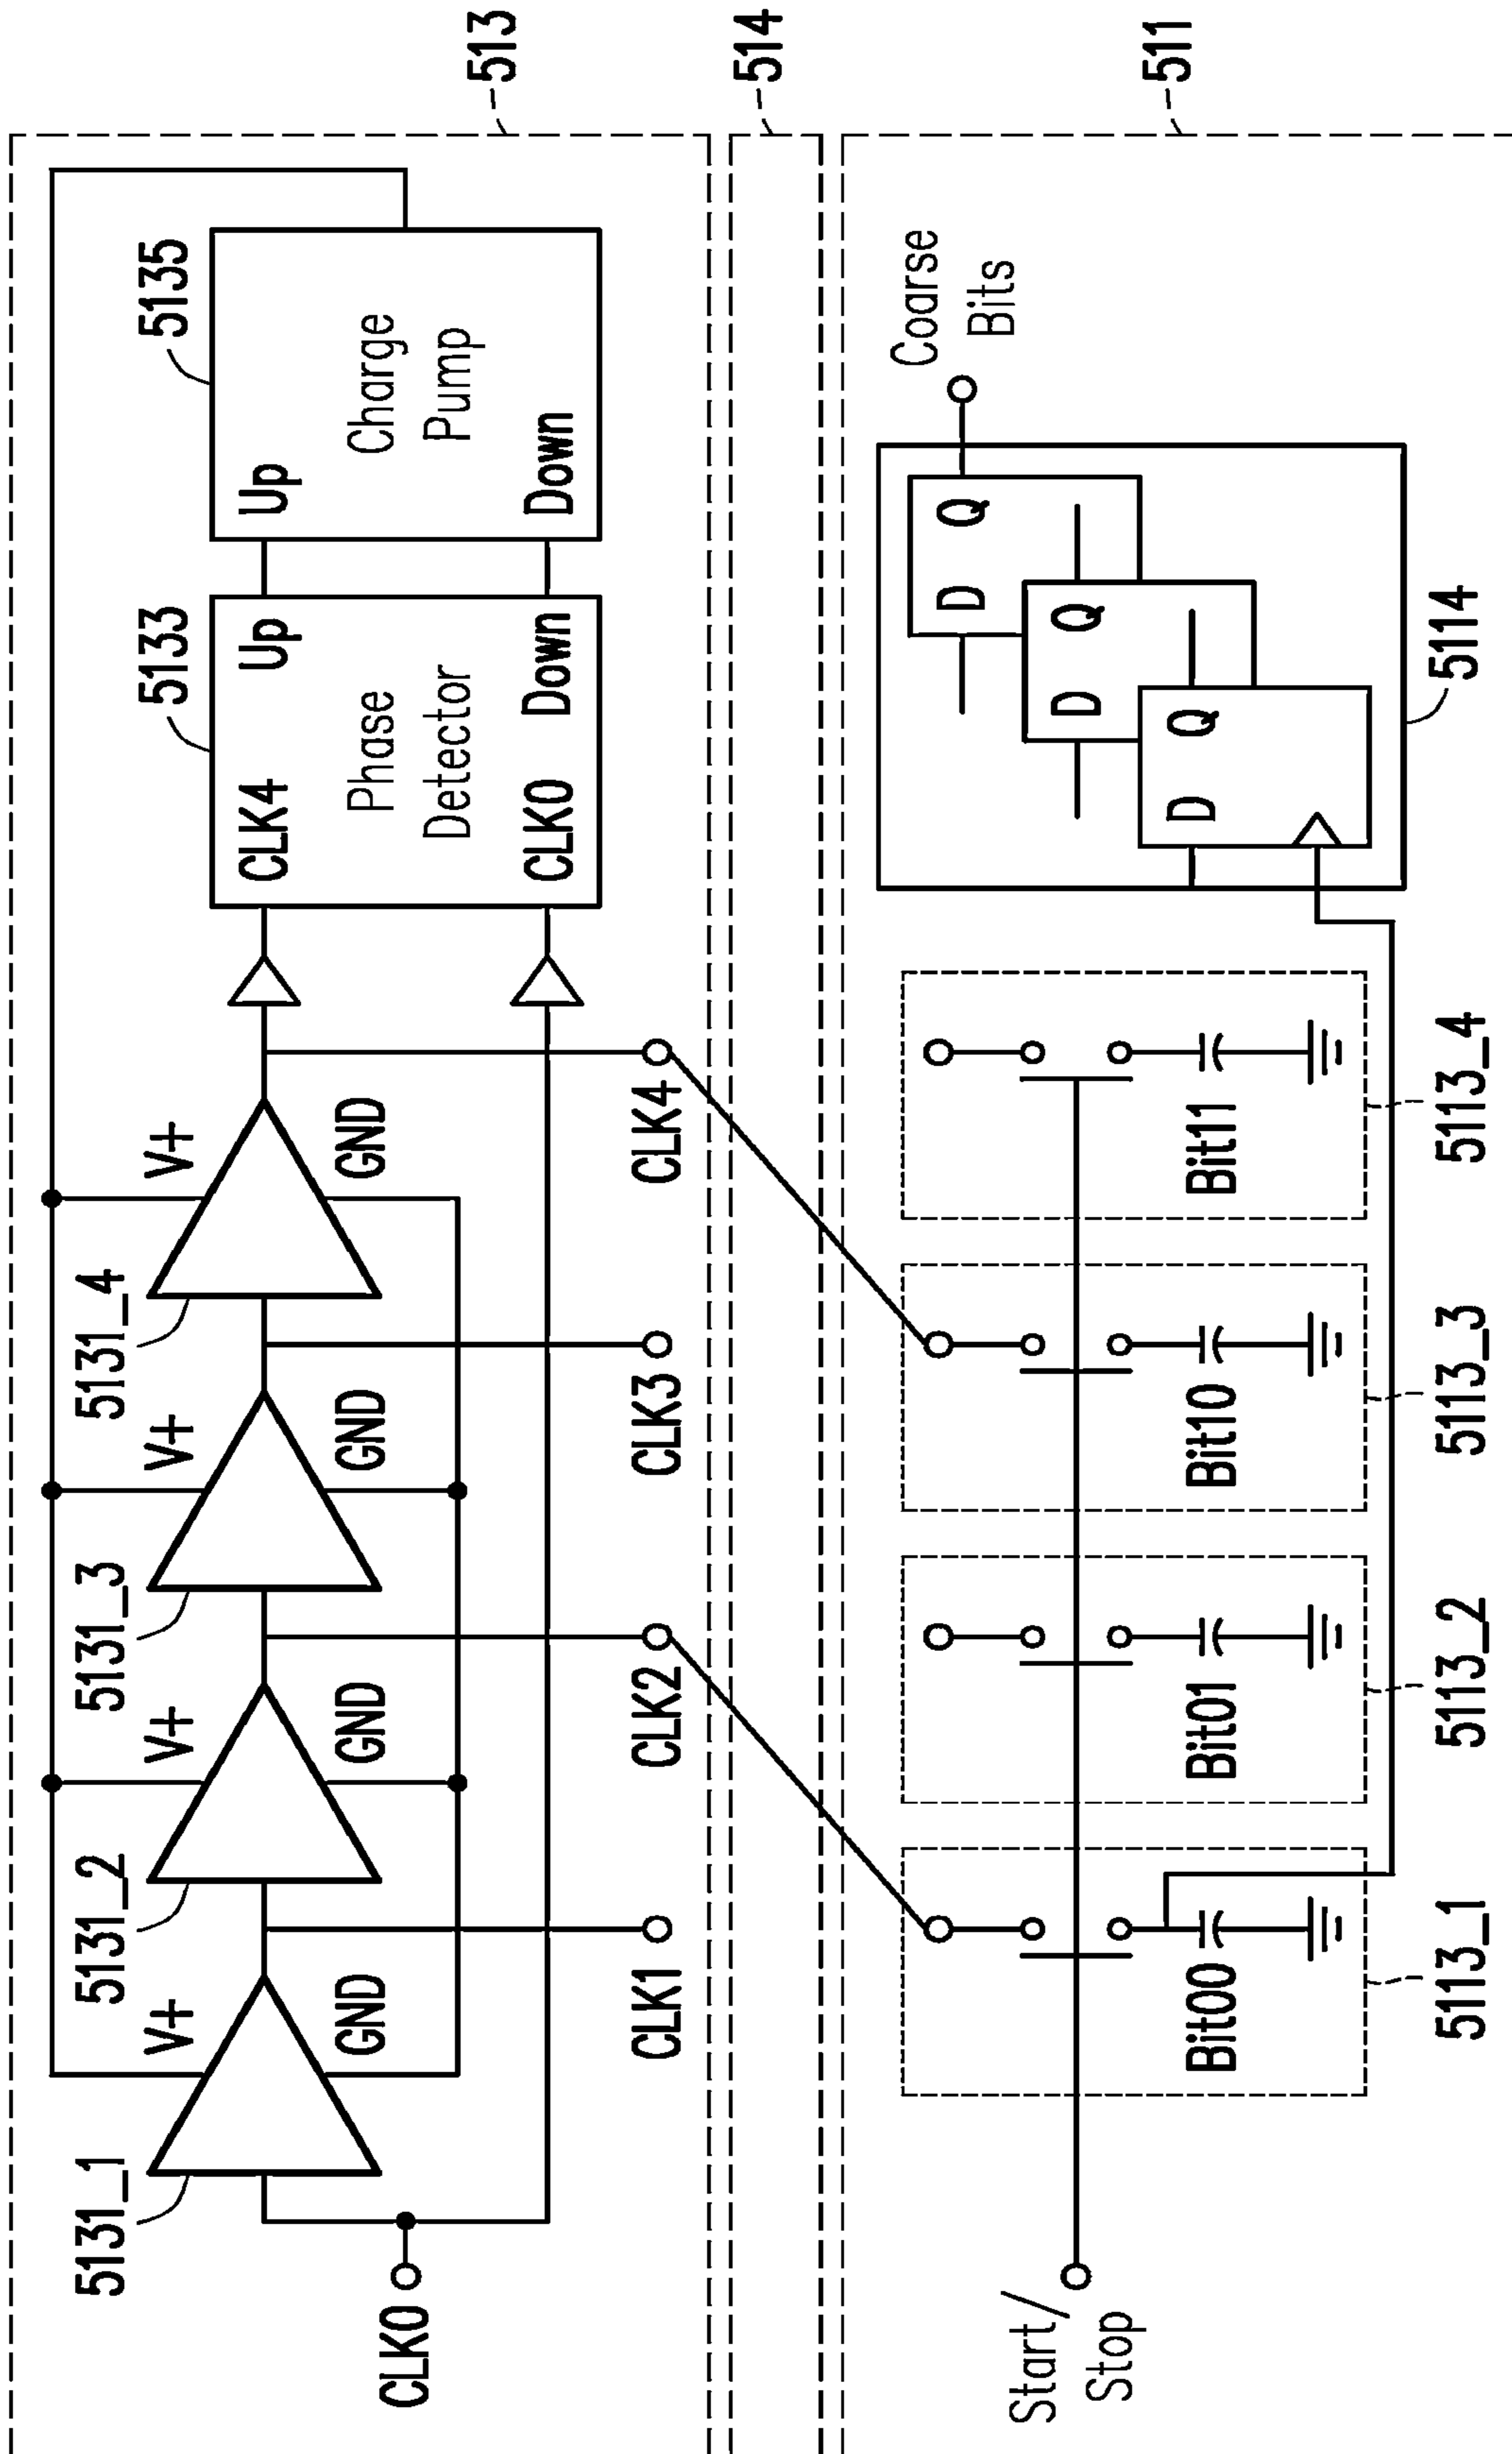 513
5131_1
5131_2
5131_3
5131_4
5133
5135
V+
V+
V+
V+
GND
GND
GND
GND
CLK4
Up
Phase
Detector
CLK0
Down
Up
Charge
Pump
Down
CLK0
CLK1
CLK2
CLK3
CLK4
514
511
Start/
Stop
Bit00
Bit01
Bit10
Bit11
D
Q
D
Q
D
Q
Coarse
Bits
5113_1
5113_2
5113_3
5113_4
5114